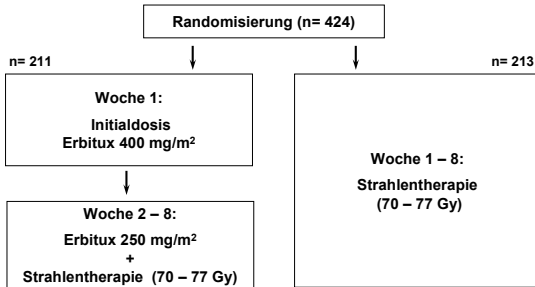 Randomisierung (n= 424)
n= 211
Woche 1:
Initialdosis
Erbitux 400 mg/m²
Woche 2 – 8:
Erbitux 250 mg/m²
+
Strahlentherapie (70 – 77 Gy)
n= 213
Woche 1 – 8:
Strahlentherapie
(70 – 77 Gy)